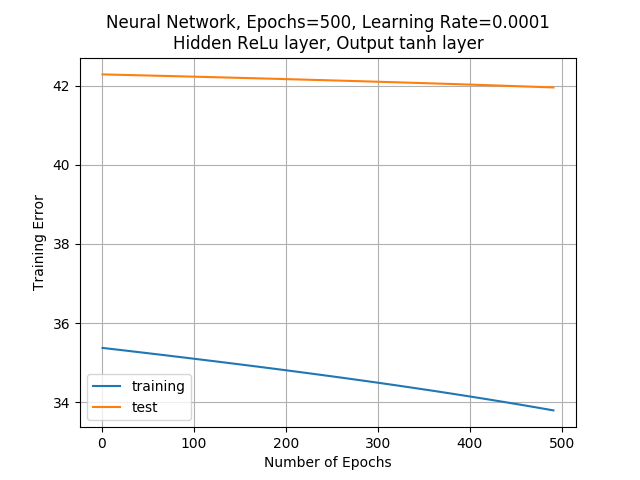 Neural Network, Epochs=500, Learning Rate=0.0001
Hidden ReLu layer, Output tanh layer
42
40
38
36
34
Training Error
training
test
0 100 200 300 400 500
Number of Epochs